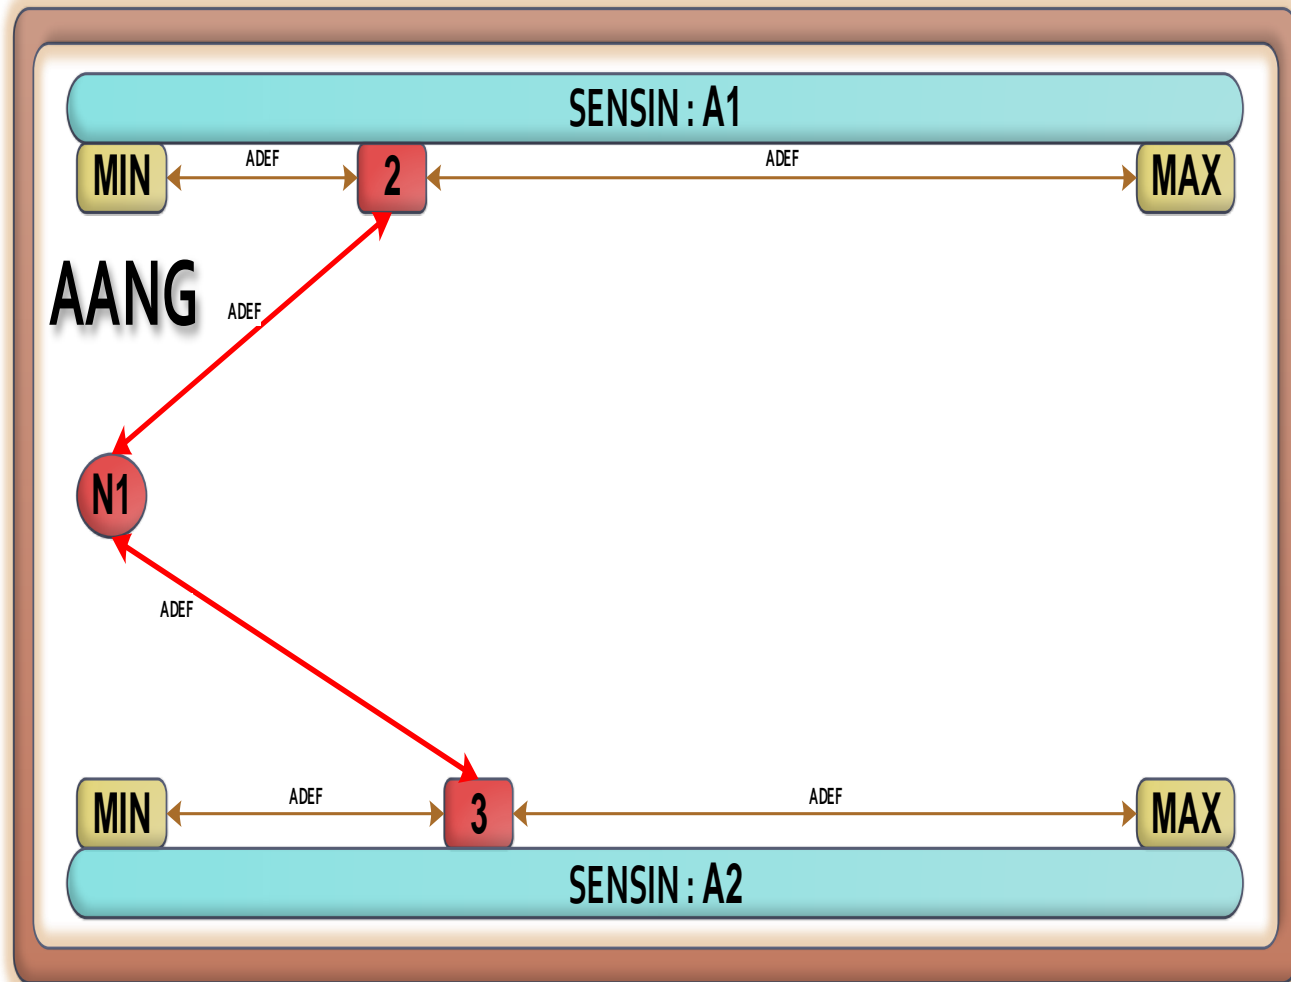 SENSIN : A1
MIN ADEF 2 ADEF MAX
AANG
ADEF
N1
ADEF
MIN ADEF 3 ADEF MAX
SENSIN : A2